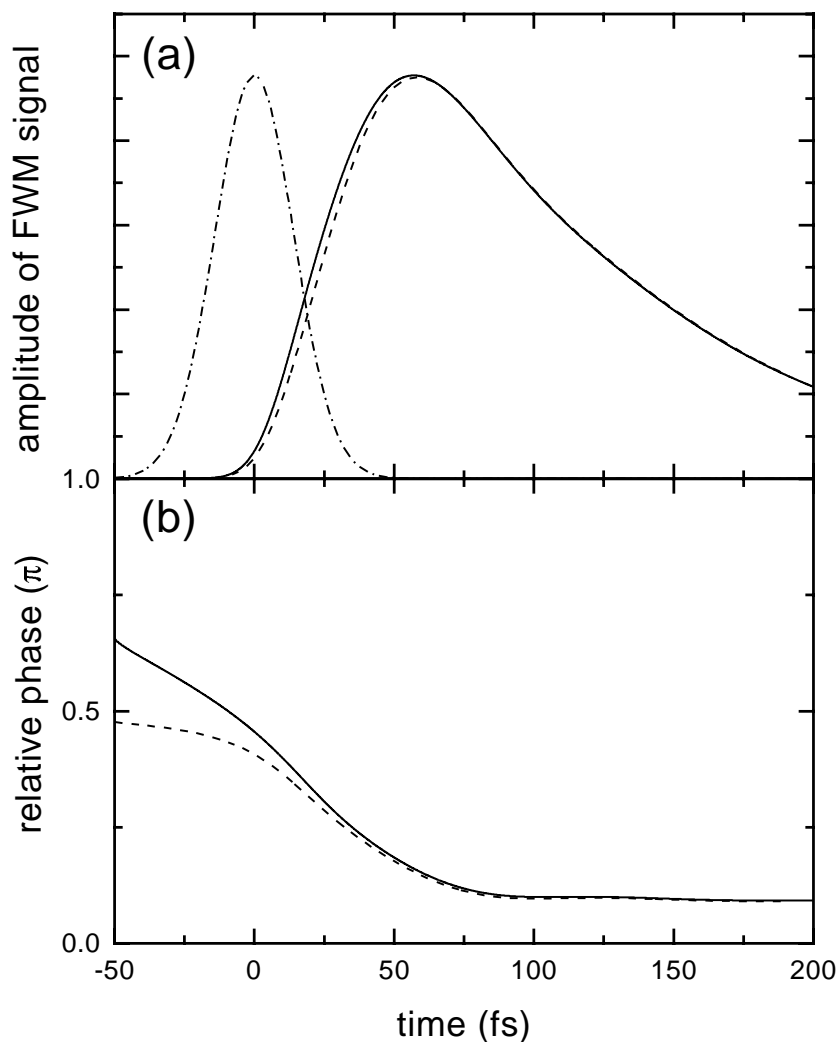 (a)
amplitude of FWM signal
1.0
(b)
relative phase (π)
0.5
0.0
-50 0 50 100 150 200
time (fs)